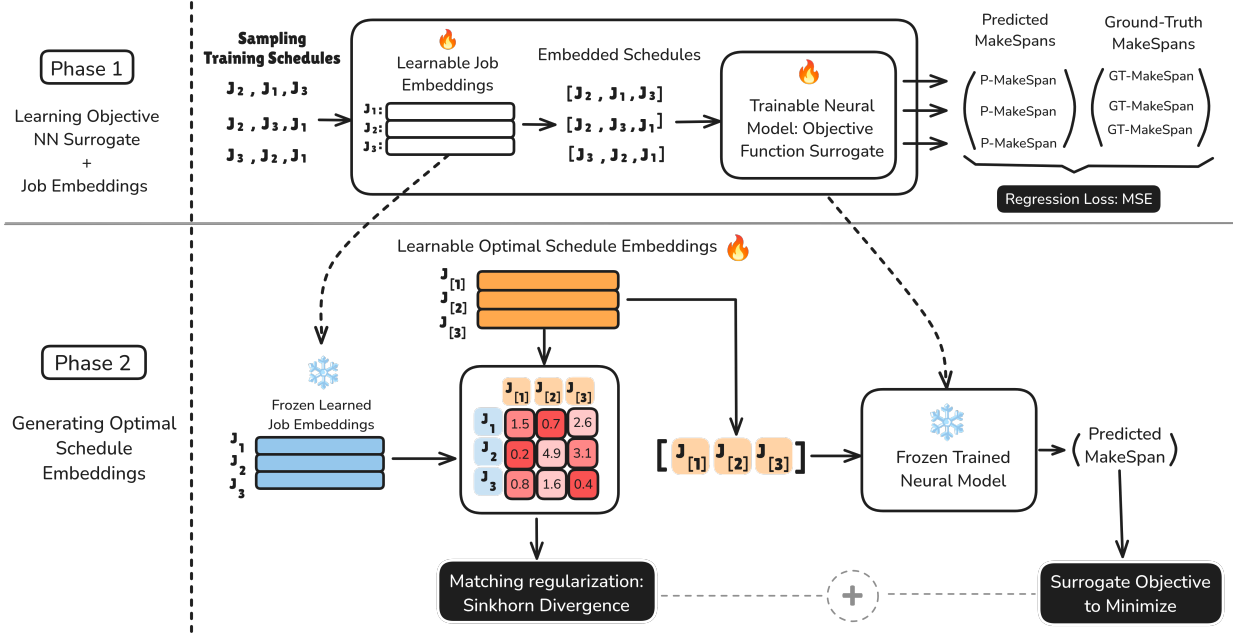 Phase 1
Learning Objective
NN Surrogate
+
Job Embeddings
Sampling
Training Schedules
J2 , J1 , J3
J2 , J3 , J1
J3 , J2 , J1
Learnable Job
Embeddings
J1:
J2:
J3:
Embedded Schedules
[J2 , J1 , J3]
[J2 , J3 , J1]
[J3 , J2 , J1]
Trainable Neural
Model: Objective
Function Surrogate
Predicted
MakeSpans
P-MakeSpan
P-MakeSpan
P-MakeSpan
Ground-Truth
MakeSpans
GT-MakeSpan
GT-MakeSpan
GT-MakeSpan
Regression Loss: MSE
Phase 2
Generating Optimal
Schedule
Embeddings
Learnable Optimal Schedule Embeddings
J[1]
J[2]
J[3]
Frozen Learned
Job Embeddings
J1
J2
J3
J[1] J[2] J[3]
J1 1.5 0.7 2.6
J2 0.2 4.9 3.1
J3 0.8 1.6 0.4
[ J[1] J[2] J[3] ]
Frozen Trained
Neural Model
(Predicted
MakeSpan)
Matching regularization:
Sinkhorn Divergence
+
Surrogate Objective
to Minimize